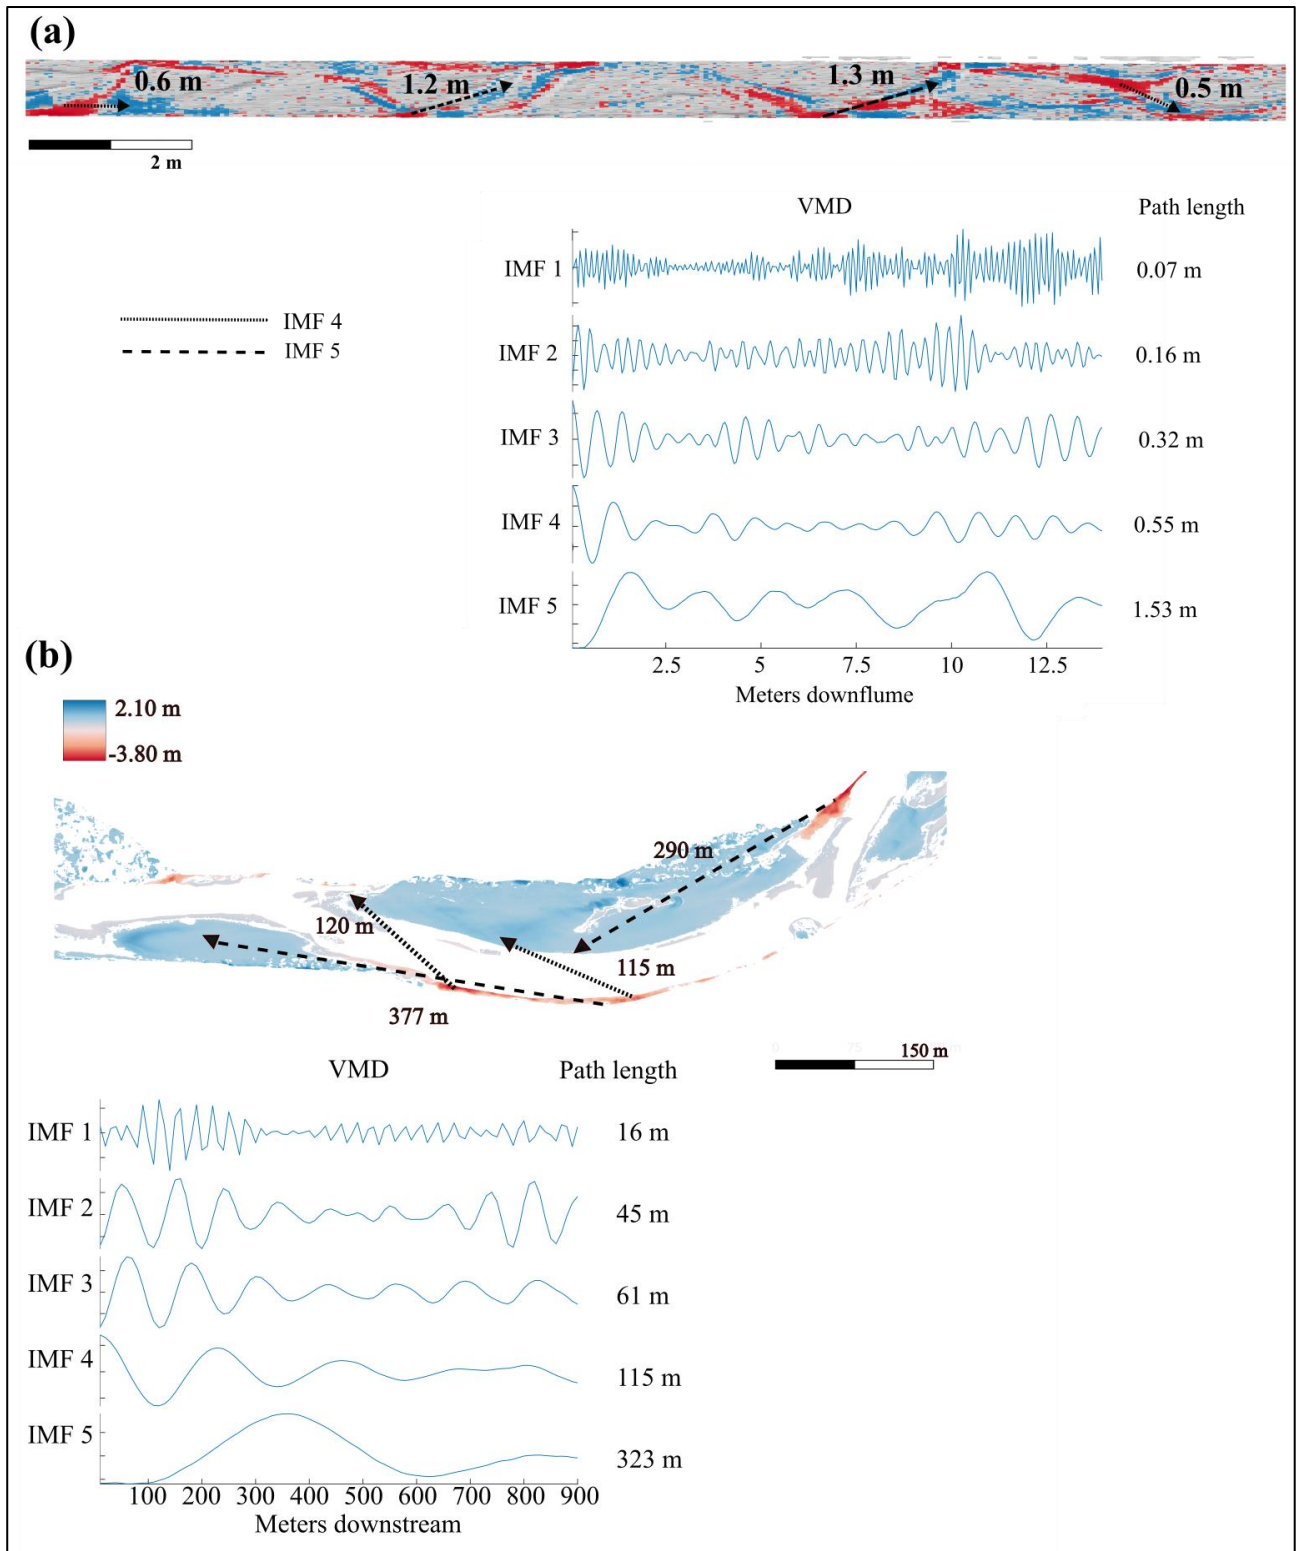 (a)
0.6 m
1.2 m
1.3 m
0.5 m
2 m
VMD
Path length
IMF 1
0.07 m
IMF 4
IMF 5
IMF 2
0.16 m
IMF 3
0.32 m
IMF 4
0.55 m
IMF 5
1.53 m
2.5 5 7.5 10 12.5
Meters downflume
(b)
2.10 m
-3.80 m
290 m
120 m
115 m
377 m
150 m
VMD
Path length
IMF 1
16 m
IMF 2
45 m
IMF 3
61 m
IMF 4
115 m
IMF 5
323 m
100 200 300 400 500 600 700 800 900
Meters downstream